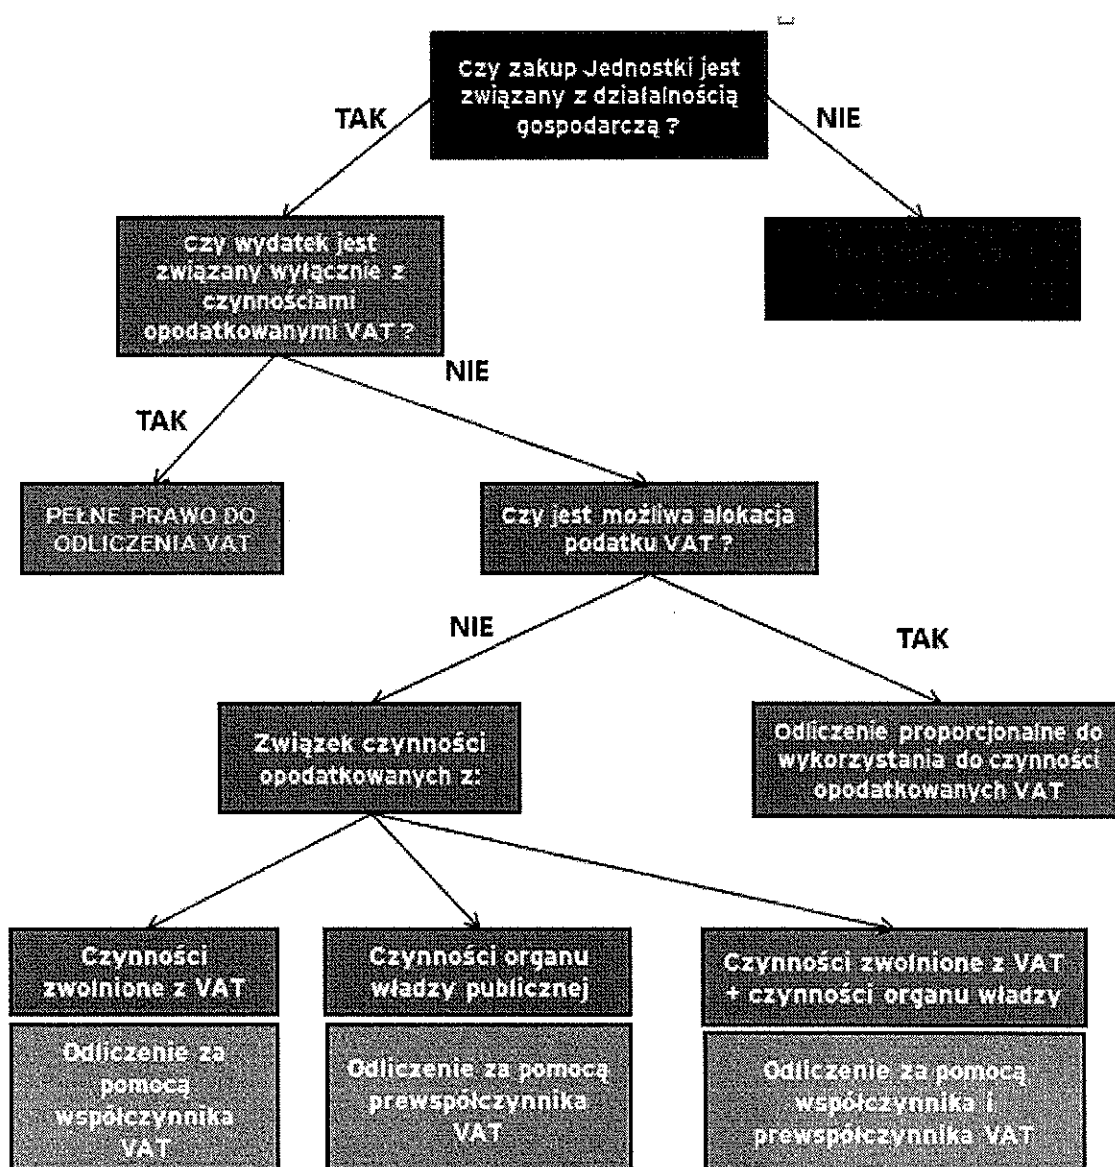 Czy zakup Jednostki jest
związany z działalnością
gospodarczą ?
TAK
NIE
Czy wydatek jest
związany wyłącznie z
czynnościami
opodatkowanymi VAT ?
NIE
TAK
PEŁNE PRAWO DO
ODLICZENIA VAT
Czy jest możliwa alokacja
podatku VAT ?
NIE
TAK
Związek czynności
opodatkowanych z:
Odliczenie proporcjonalne do
wykorzystania do czynności
opodatkowanych VAT
Czynności
zwolnione z VAT
Czynności organu
władzy publicznej
Czynności zwolnione z VAT
+ czynności organu władzy
Odliczenie za
pomocą
współczynnika
VAT
Odliczenie za pomocą
prewspółczynnika
VAT
Odliczenie za pomocą
współczynnika i
prewspółczynnika VAT